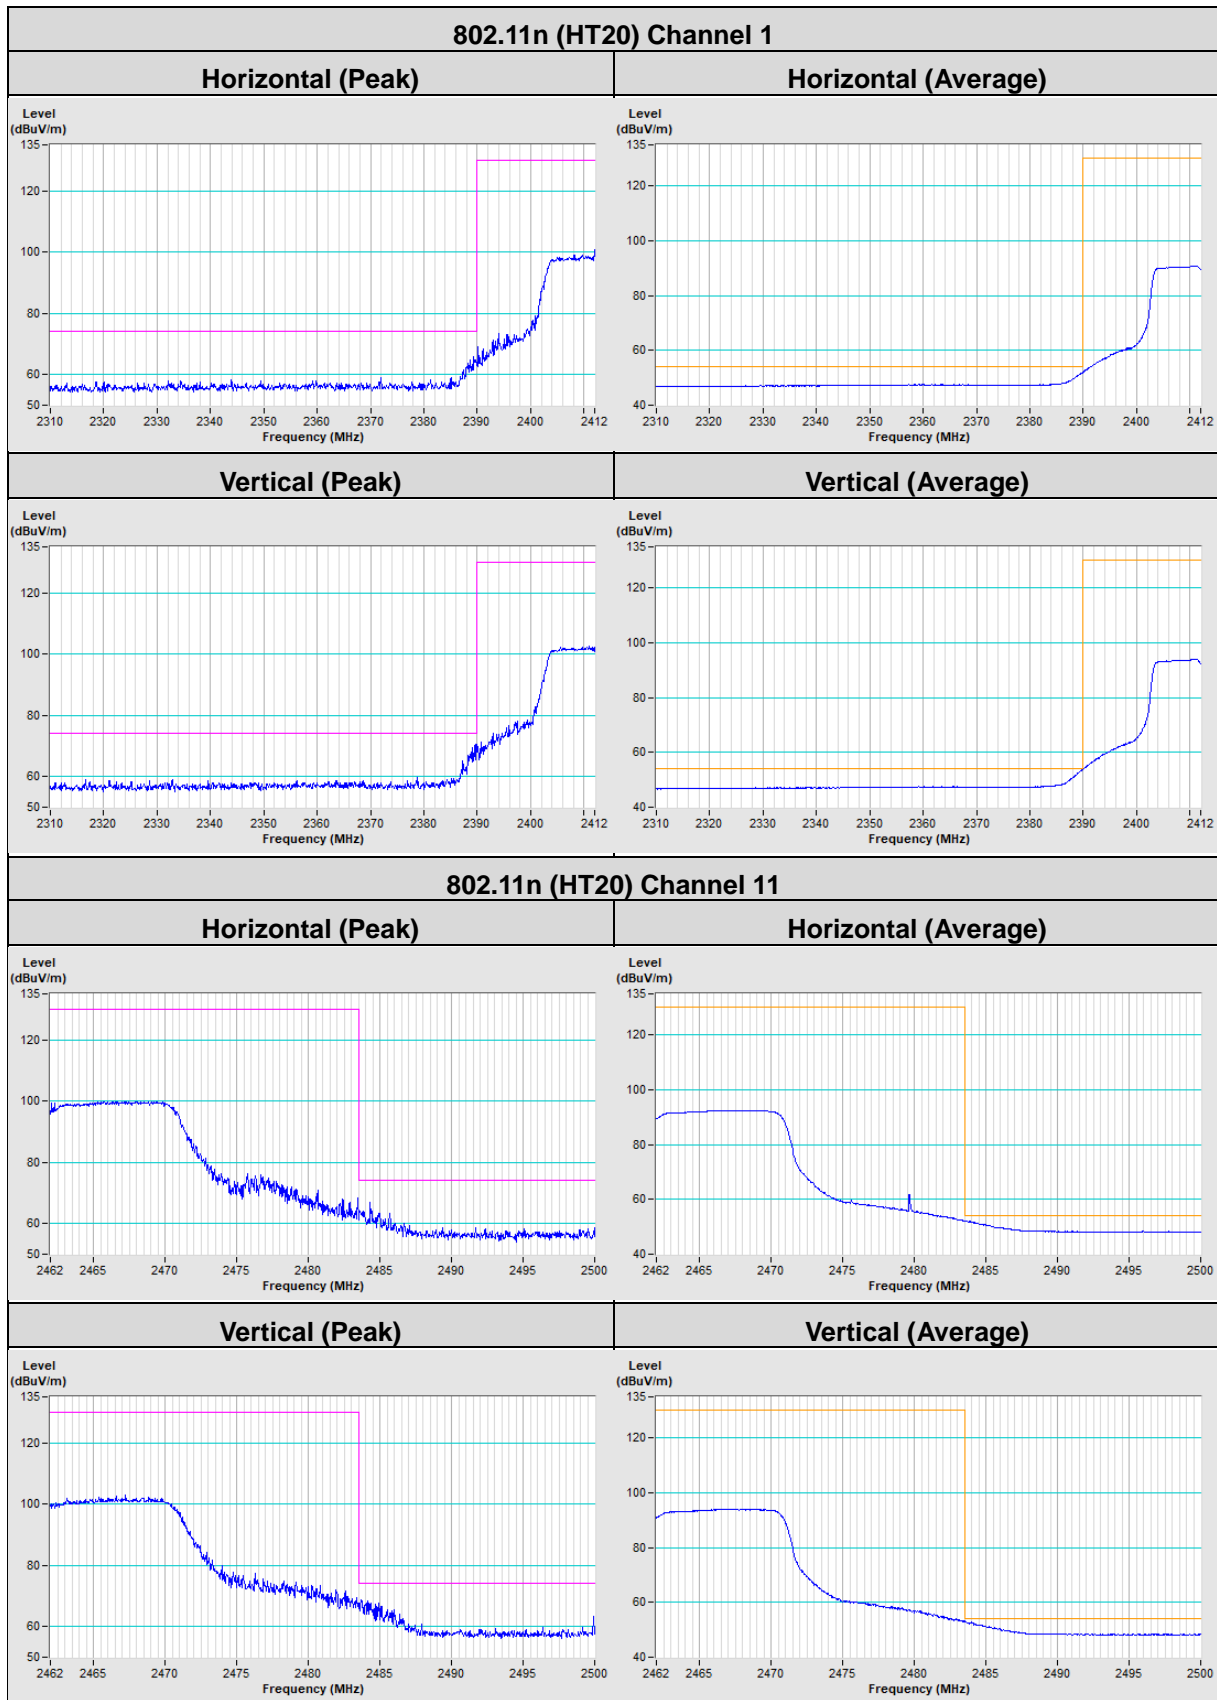 802.11n (HT20) Channel 1
Horizontal (Peak) Horizontal (Average)
Level Level
(dBuV/m) (dBuV/m)
135 135
120 120
100 100
80 80
60 60
50 40
2310 2320 2330 2340 2350 2360 2370 2380 2390 2400 2412 2310 2320 2330 2340 2350 2360 2370 2380 2390 2400 2412
Frequency (MHz) Frequency (MHz)
Vertical (Peak) Vertical (Average)
Level Level
(dBuV/m) (dBuV/m)
135 135
120 120
100 100
80 80
60 60
50 40
2310 2320 2330 2340 2350 2360 2370 2380 2390 2400 2412 2310 2320 2330 2340 2350 2360 2370 2380 2390 2400 2412
Frequency (MHz) Frequency (MHz)
802.11n (HT20) Channel 11
Horizontal (Peak) Horizontal (Average)
Level Level
(dBuV/m) (dBuV/m)
135 135
120 120
100 100
80 80
60 60
50 40
2462 2465 2470 2475 2480 2485 2490 2495 2500 2462 2465 2470 2475 2480 2485 2490 2495 2500
Frequency (MHz) Frequency (MHz)
Vertical (Peak) Vertical (Average)
Level Level
(dBuV/m) (dBuV/m)
135 135
120 120
100 100
80 80
60 60
50 40
2462 2465 2470 2475 2480 2485 2490 2495 2500 2462 2465 2470 2475 2480 2485 2490 2495 2500
Frequency (MHz) Frequency (MHz)